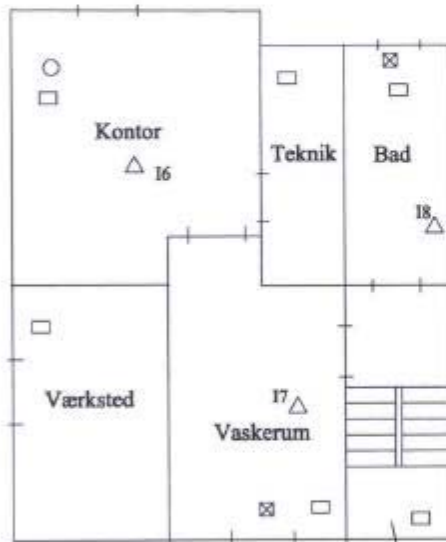 Kontor
I6
Teknik
Bad
I8
Værksted
I7
Vaskerum